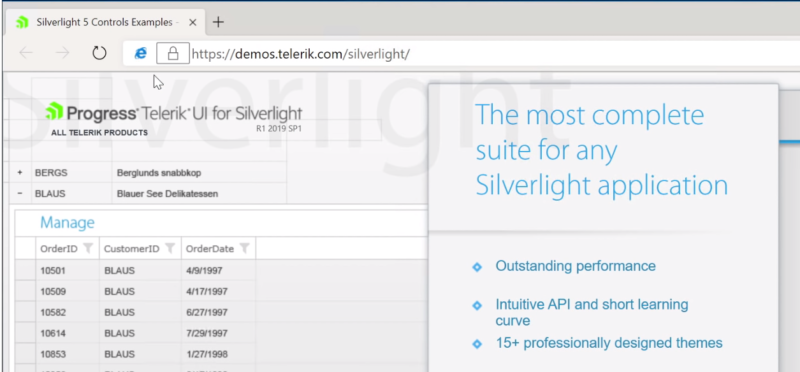 Silverlight 5 Controls Examples -
https://demos.telerik.com/silverlight/
Silverlight
Progress Telerik UI for Silverlight
R1 2019 SP1
ALL TELERIK PRODUCTS
+ BERGS Berglunds snabbkop
− BLAUS Blauer See Delikatessen
Manage
OrderID CustomerID OrderDate
10501 BLAUS 4/9/1997
10509 BLAUS 4/17/1997
10582 BLAUS 6/27/1997
10614 BLAUS 7/29/1997
10853 BLAUS 1/27/1998
The most complete
suite for any
Silverlight application
Outstanding performance
Intuitive API and short learning
curve
15+ professionally designed themes